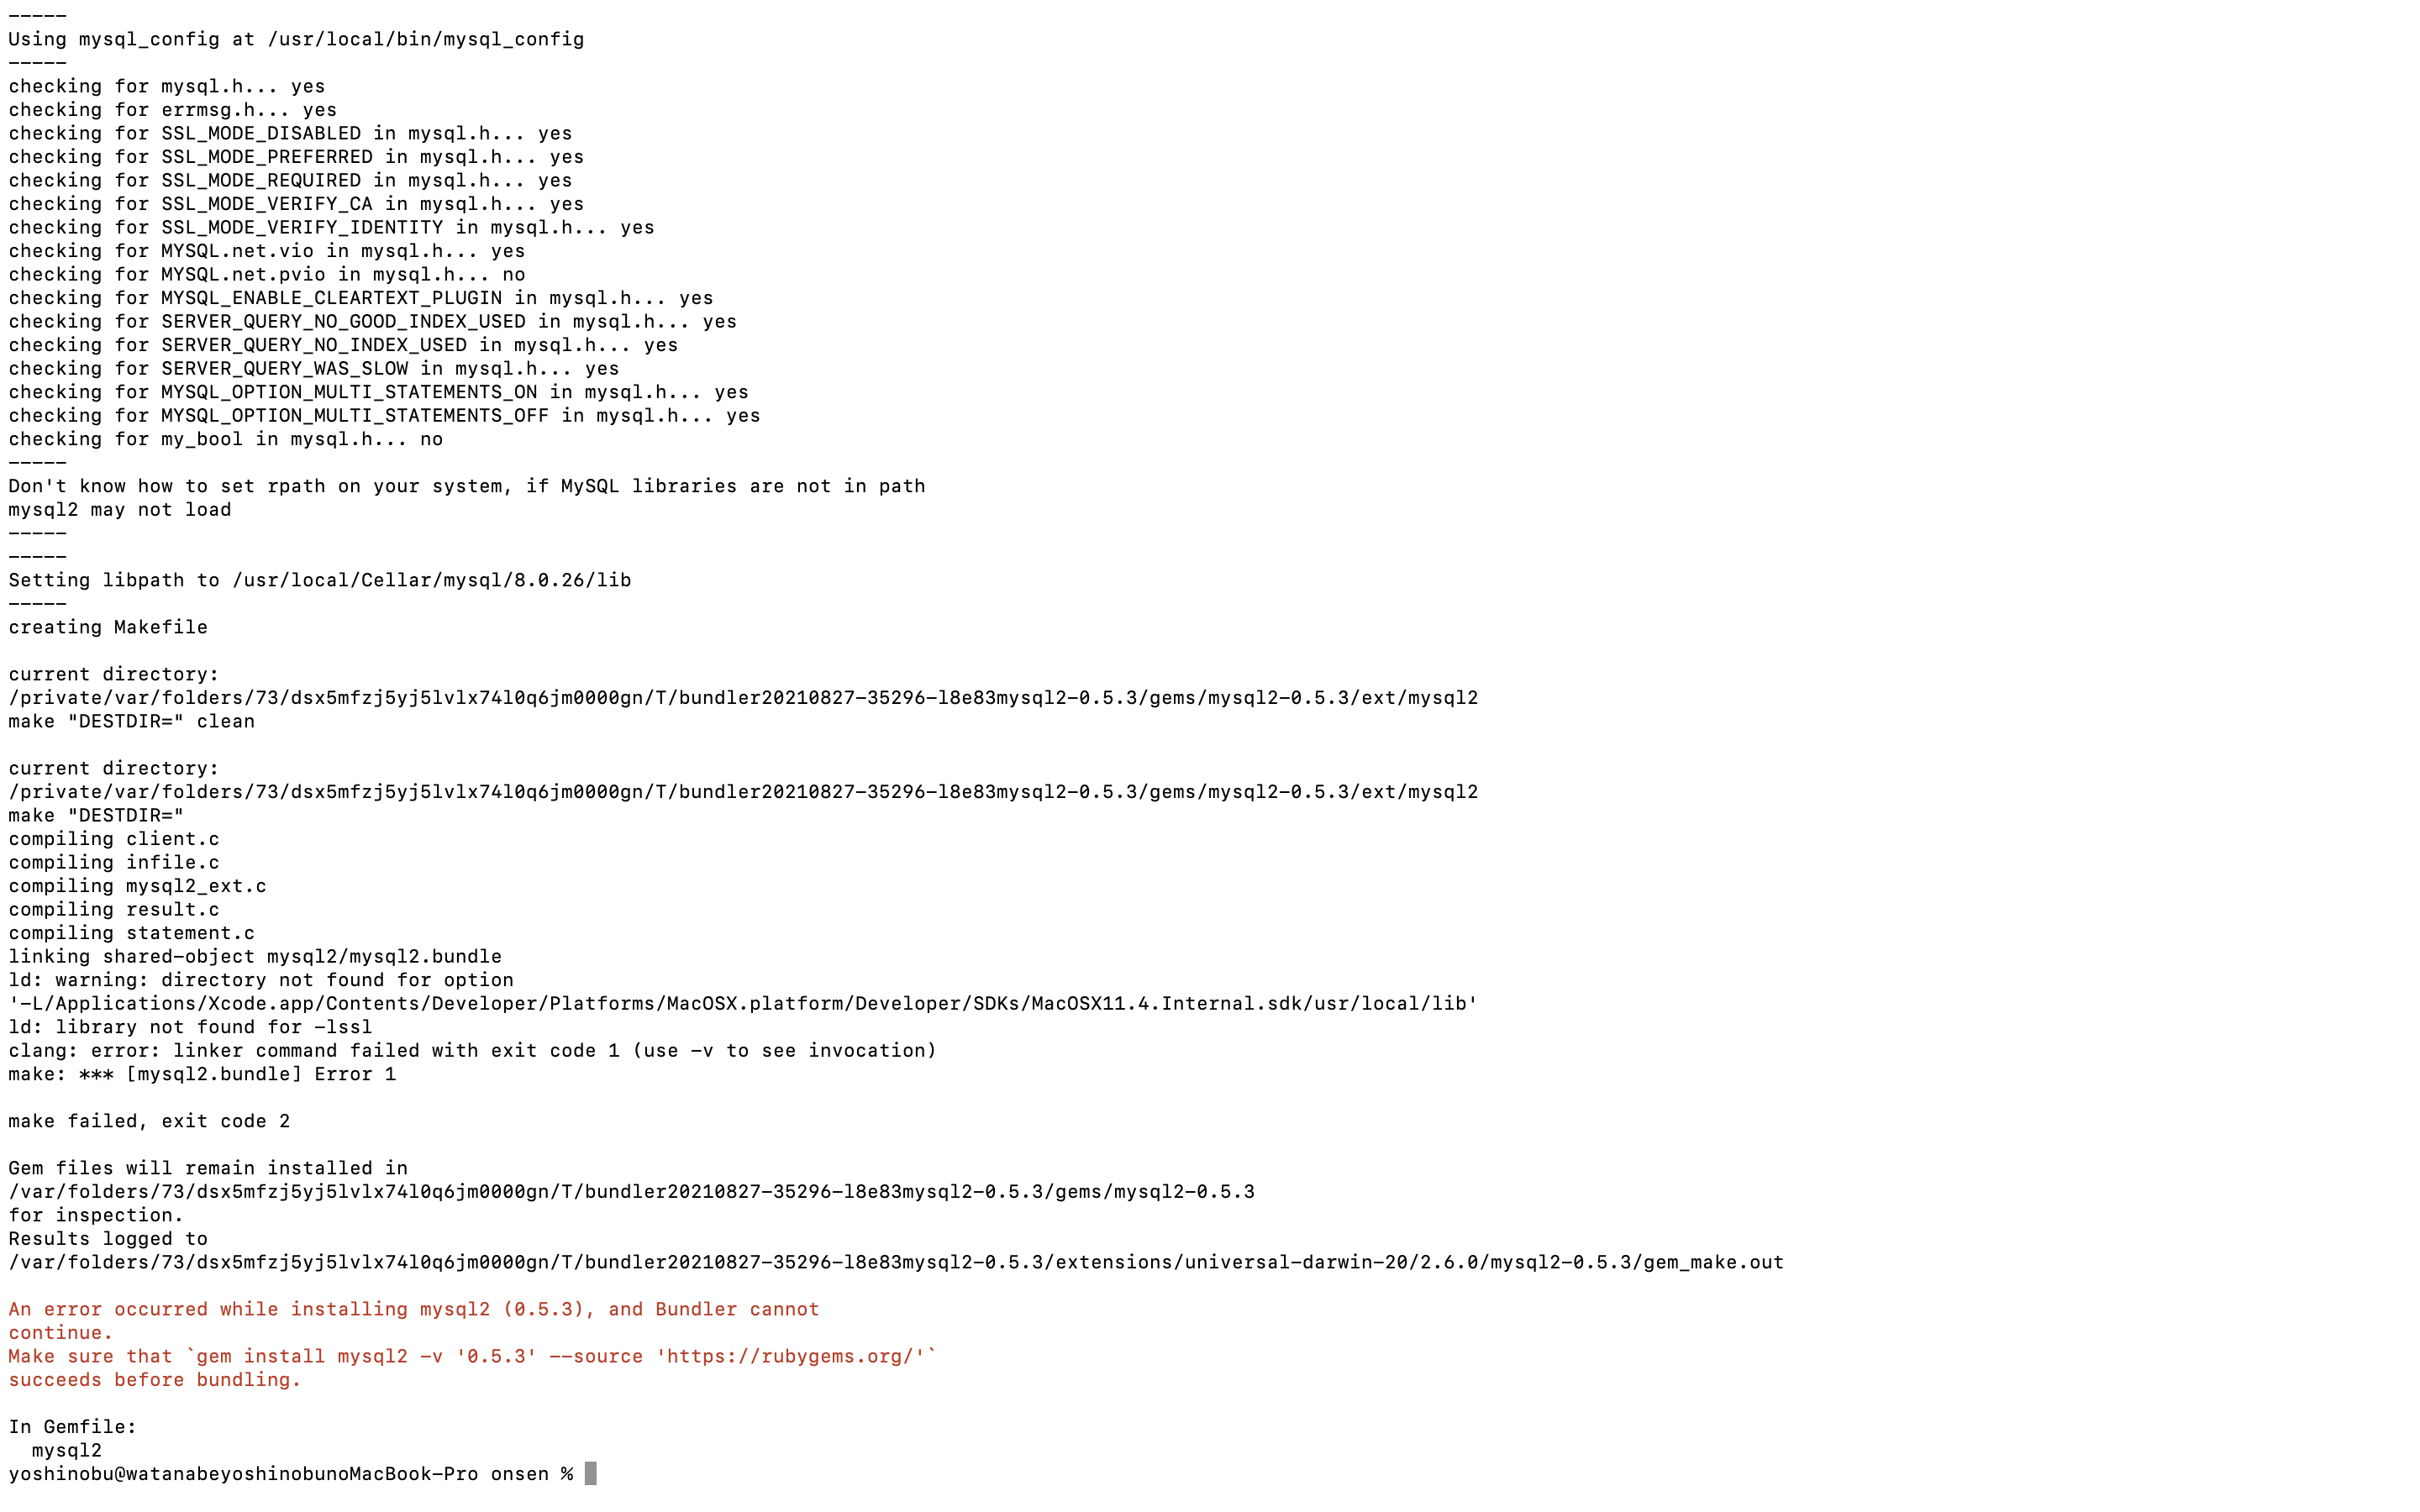 -----
Using mysql_config at /usr/local/bin/mysql_config
-----
checking for mysql.h... yes
checking for errmsg.h... yes
checking for SSL_MODE_DISABLED in mysql.h... yes
checking for SSL_MODE_PREFERRED in mysql.h... yes
checking for SSL_MODE_REQUIRED in mysql.h... yes
checking for SSL_MODE_VERIFY_CA in mysql.h... yes
checking for SSL_MODE_VERIFY_IDENTITY in mysql.h... yes
checking for MYSQL.net.vio in mysql.h... yes
checking for MYSQL.net.pvio in mysql.h... no
checking for MYSQL_ENABLE_CLEARTEXT_PLUGIN in mysql.h... yes
checking for SERVER_QUERY_NO_GOOD_INDEX_USED in mysql.h... yes
checking for SERVER_QUERY_NO_INDEX_USED in mysql.h... yes
checking for SERVER_QUERY_WAS_SLOW in mysql.h... yes
checking for MYSQL_OPTION_MULTI_STATEMENTS_ON in mysql.h... yes
checking for MYSQL_OPTION_MULTI_STATEMENTS_OFF in mysql.h... yes
checking for my_bool in mysql.h... no
-----
Don't know how to set rpath on your system, if MySQL libraries are not in path
mysql2 may not load
-----
-----
Setting libpath to /usr/local/Cellar/mysql/8.0.26/lib
-----
creating Makefile

current directory:
/private/var/folders/73/dsx5mfzj5yj5lvlx74l0q6jm0000gn/T/bundler20210827-35296-l8e83mysql2-0.5.3/gems/mysql2-0.5.3/ext/mysql2
make "DESTDIR=" clean

current directory:
/private/var/folders/73/dsx5mfzj5yj5lvlx74l0q6jm0000gn/T/bundler20210827-35296-l8e83mysql2-0.5.3/gems/mysql2-0.5.3/ext/mysql2
make "DESTDIR="
compiling client.c
compiling infile.c
compiling mysql2_ext.c
compiling result.c
compiling statement.c
linking shared-object mysql2/mysql2.bundle
ld: warning: directory not found for option
'-L/Applications/Xcode.app/Contents/Developer/Platforms/MacOSX.platform/Developer/SDKs/MacOSX11.4.Internal.sdk/usr/local/lib'
ld: library not found for -lssl
clang: error: linker command failed with exit code 1 (use -v to see invocation)
make: *** [mysql2.bundle] Error 1

make failed, exit code 2

Gem files will remain installed in
/var/folders/73/dsx5mfzj5yj5lvlx74l0q6jm0000gn/T/bundler20210827-35296-l8e83mysql2-0.5.3/gems/mysql2-0.5.3
for inspection.
Results logged to
/var/folders/73/dsx5mfzj5yj5lvlx74l0q6jm0000gn/T/bundler20210827-35296-l8e83mysql2-0.5.3/extensions/universal-darwin-20/2.6.0/mysql2-0.5.3/gem_make.out

An error occurred while installing mysql2 (0.5.3), and Bundler cannot
continue.
Make sure that `gem install mysql2 -v '0.5.3' --source 'https://rubygems.org/'`
succeeds before bundling.

In Gemfile:
  mysql2
yoshinobu@watanabeyoshinobunoMacBook-Pro onsen %